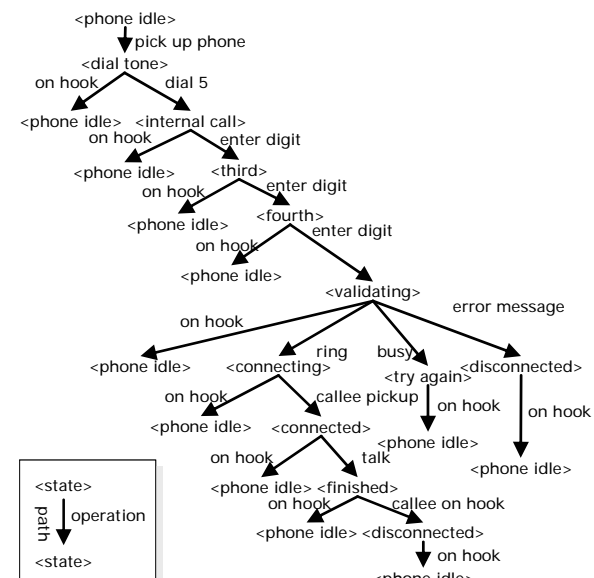 <phone idle>
pick up phone
<dial tone>
on hook dial 5
<phone idle> <internal call>
on hook enter digit
<phone idle> <third>
on hook enter digit
<phone idle> <fourth>
on hook enter digit
<phone idle>
<validating>
on hook error message
ring busy
<phone idle> <connecting> <try again> <disconnected>
on hook callee pickup on hook on hook
<phone idle> <connected> <phone idle>
on hook talk <phone idle>
<phone idle> <finished>
on hook callee on hook
<phone idle> <disconnected>
on hook
<phone idle>
<state>
path operation
<state>